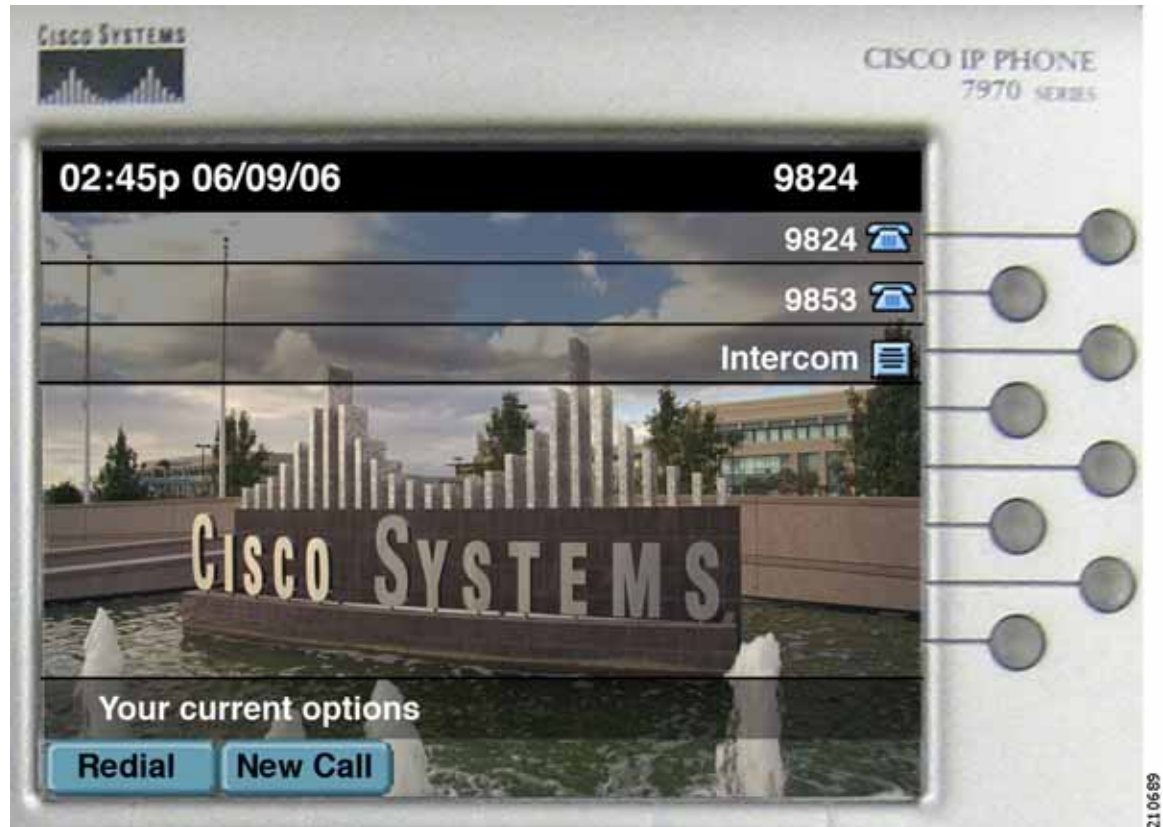 CISCO SYSTEMS
CISCO IP PHONE
7970 SERIES
02:45p 06/09/06 9824
9824
9853
Intercom
CISCO SYSTEMS
Your current options
Redial New Call
210689